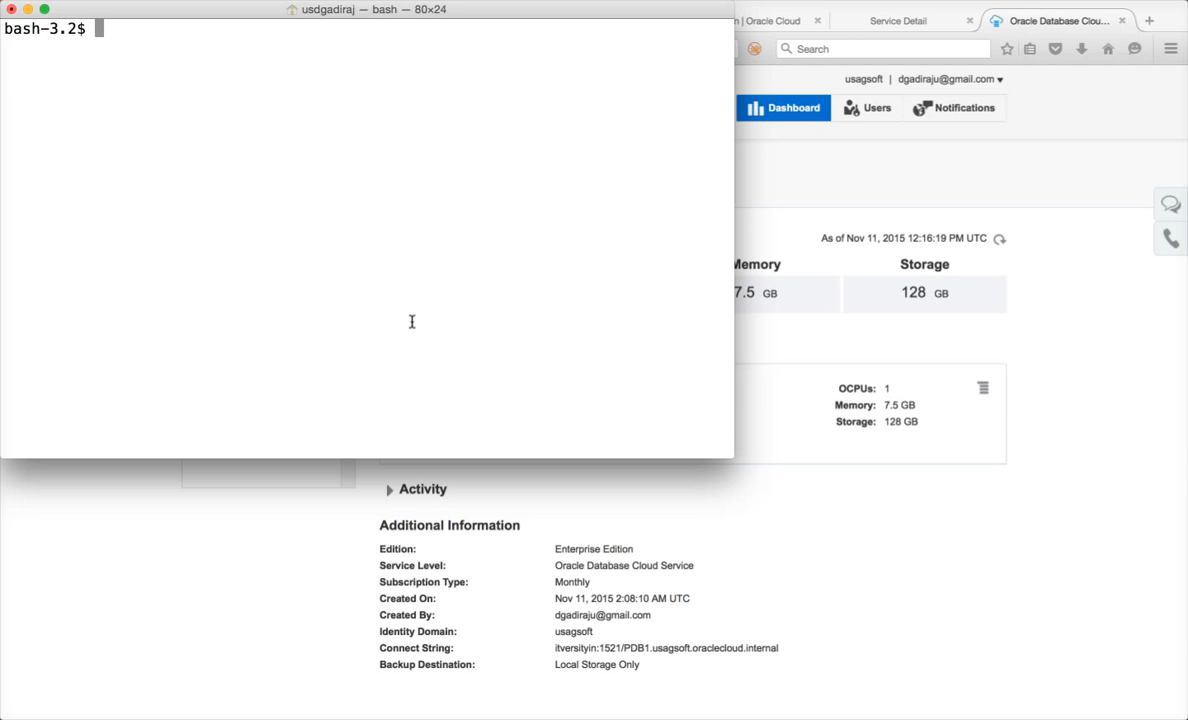 usdgadiraj — bash — 80×24
bash-3.2$
n | Oracle Cloud
Service Detail
Oracle Database Clou...
Search
usagsoft | dgadiraju@gmail.com
Dashboard
Users
Notifications
As of Nov 11, 2015 12:16:19 PM UTC
Memory
Storage
7.5 GB
128 GB
OCPUs: 1
Memory: 7.5 GB
Storage: 128 GB
Activity
Additional Information
Edition: Enterprise Edition
Service Level: Oracle Database Cloud Service
Subscription Type: Monthly
Created On: Nov 11, 2015 2:08:10 AM UTC
Created By: dgadiraju@gmail.com
Identity Domain: usagsoft
Connect String: itversityin:1521/PDB1.usagsoft.oraclecloud.internal
Backup Destination: Local Storage Only